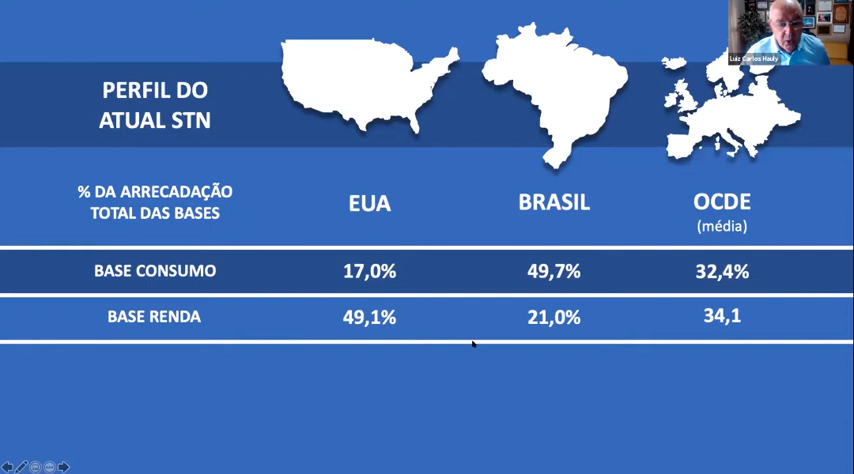 Luiz Carlos Hauly
PERFIL DO
ATUAL STN
% DA ARRECADAÇÃO
TOTAL DAS BASES
EUA
BRASIL
OCDE
(média)
BASE CONSUMO
17,0%
49,7%
32,4%
BASE RENDA
49,1%
21,0%
34,1